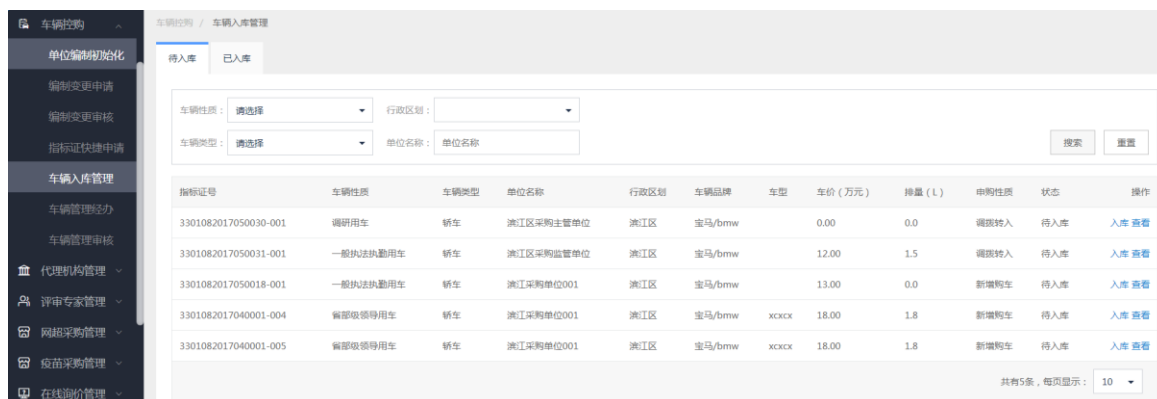 车辆控购
单位编制初始化
编制变更申请
编制变更审核
指标证快捷申请
车辆入库管理
车辆管理经办
车辆管理审核
代理机构管理
评审专家管理
网超采购管理
疫苗采购管理
在线询价管理
车辆控购 / 车辆入库管理
待入库 已入库
车辆性质： 请选择 行政区划：
车辆类型： 请选择 单位名称： 单位名称 搜索 重置
指标证号 车辆性质 车辆类型 单位名称 行政区划 车辆品牌 车型 车价（万元） 排量（L） 申购性质 状态 操作
3301082017050030-001 调研用车 轿车 滨江区采购主管单位 滨江区 宝马/bmw 0.00 0.0 调拨转入 待入库 入库 查看
3301082017050031-001 一般执法执勤用车 轿车 滨江区采购监管单位 滨江区 宝马/bmw 12.00 1.5 调拨转入 待入库 入库 查看
3301082017050018-001 一般执法执勤用车 轿车 滨江采购单位001 滨江区 宝马/bmw 13.00 0.0 新增购车 待入库 入库 查看
3301082017040001-004 省部级领导用车 轿车 滨江采购单位001 滨江区 宝马/bmw xcxcx 18.00 1.8 新增购车 待入库 入库 查看
3301082017040001-005 省部级领导用车 轿车 滨江采购单位001 滨江区 宝马/bmw xcxcx 18.00 1.8 新增购车 待入库 入库 查看
共有5条，每页显示： 10